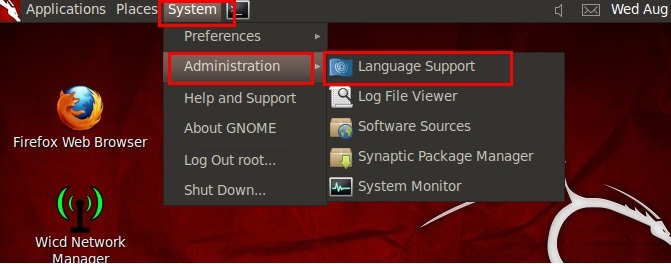 Applications Places System Wed Aug
Preferences
Administration
Language Support
Log File Viewer
Help and Support
Software Sources
About GNOME
Synaptic Package Manager
Log Out root...
System Monitor
Shut Down...
Firefox Web Browser
Wicd Network
Manager